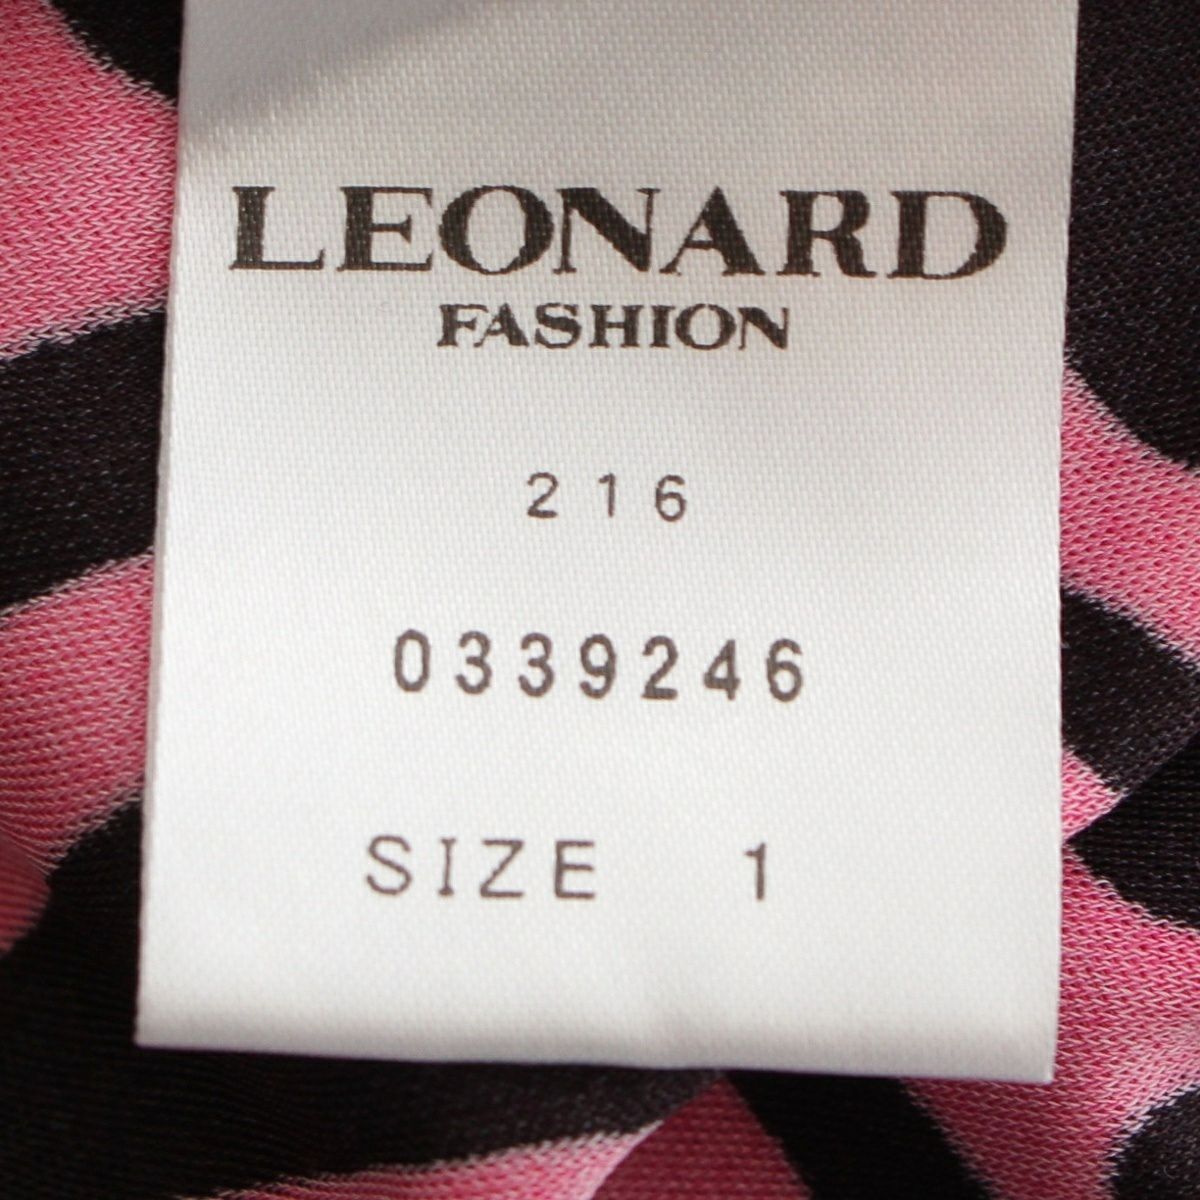 LEONARD
FASHION
216
0339246
SIZE 1